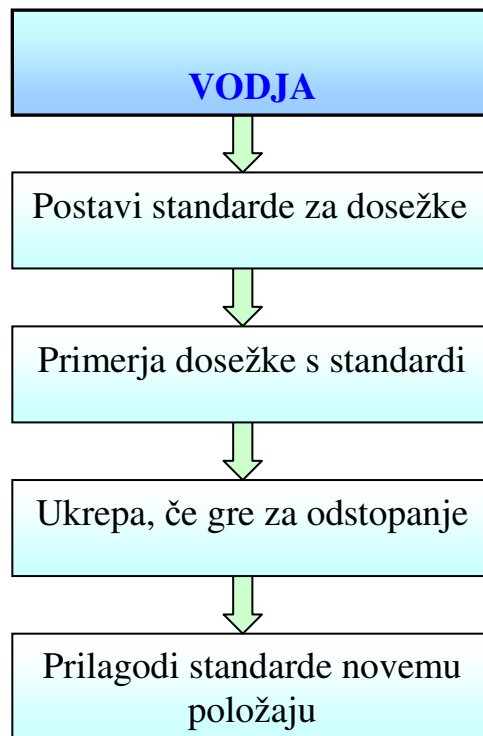 VODJA
Postavi standarde za dosežke
Primerja dosežke s standardi
Ukrepa, če gre za odstopanje
Prilagodi standarde novemu
položaju